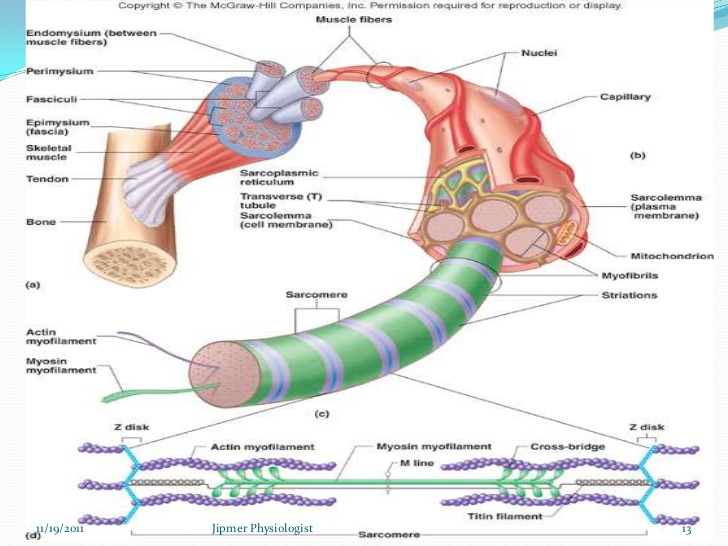 Copyright © The McGraw-Hill Companies, Inc. Permission required for reproduction or display.
Muscle fibers
Endomysium (between
muscle fibers)
Perimysium
Fasciculi
Epimysium
(fascia)
Skeletal
muscle
Tendon
Bone
(a)
Nuclei
Capillary
(b)
Sarcoplasmic
reticulum
Transverse (T)
tubule
Sarcolemma
(cell membrane)
Sarcolemma
(plasma
membrane)
Mitochondrion
Myofibrils
Striations
Sarcomere
Actin
myofilament
Myosin
myofilament
(c)
Z disk
Z disk
Actin myofilament
Myosin myofilament
Cross-bridge
M line
Titin filament
11/19/2011
Jipmer Physiologist
13
(d)
Sarcomere